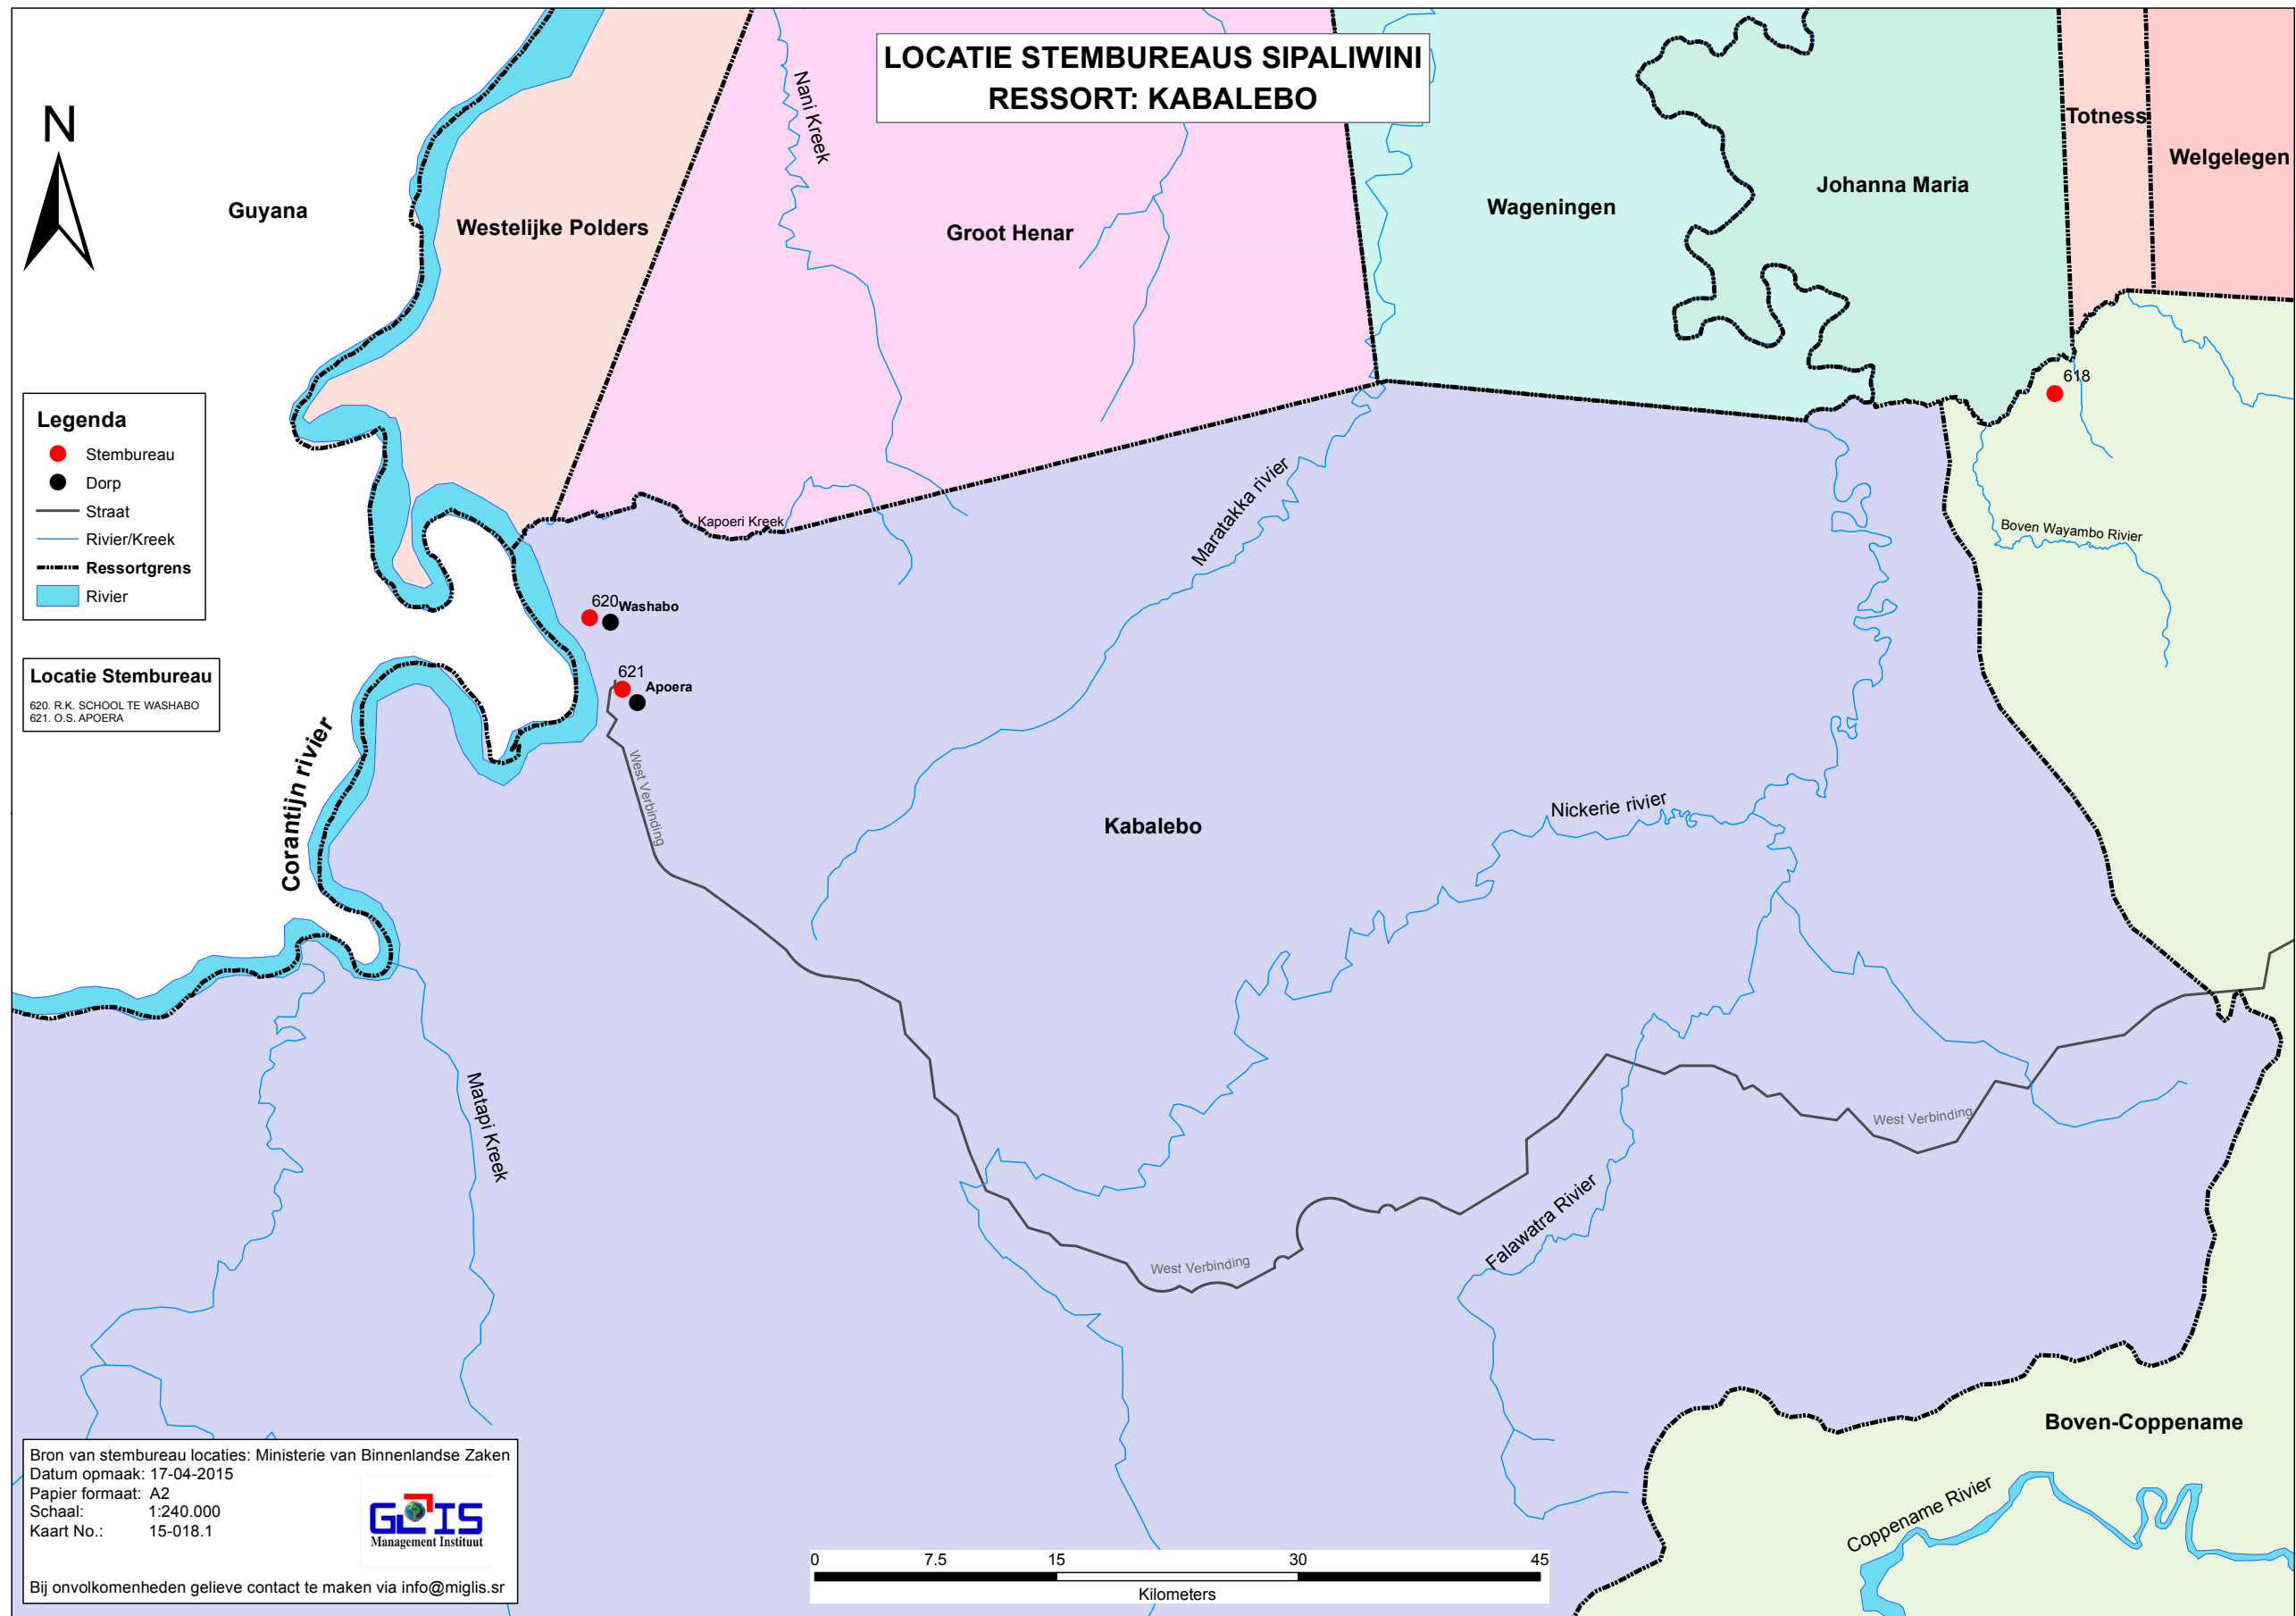 LOCATIE STEMBUREAUS SIPALIWINI
RESSORT: KABALEBO
N
Guyana
Westelijke Polders
Nani Kreek
Groot Henar
Wageningen
Johanna Maria
Totness
Welgelegen
618
Legenda
Stembureau
Dorp
Straat
Rivier/Kreek
Ressortgrens
Rivier
Kapoeri Kreek
Maratakka rivier
Boven Wayambo Rivier
620
Washabo
621
Apoera
Locatie Stembureau
620. R.K. SCHOOL TE WASHABO
621. O.S. APOERA
Corantijn rivier
West Verbinding
Kabalebo
Nickerie rivier
Matapi Kreek
West Verbinding
Falawatra Rivier
West Verbinding
Boven-Coppename
Coppename Rivier
Bron van stembureau locaties: Ministerie van Binnenlandse Zaken
Datum opmaak: 17-04-2015
Papier formaat: A2
Schaal: 1:240.000
Kaart No.: 15-018.1
GLIS
Management Instituut
Bij onvolkomenheden gelieve contact te maken via info@miglis.sr
0 7.5 15 30 45
Kilometers